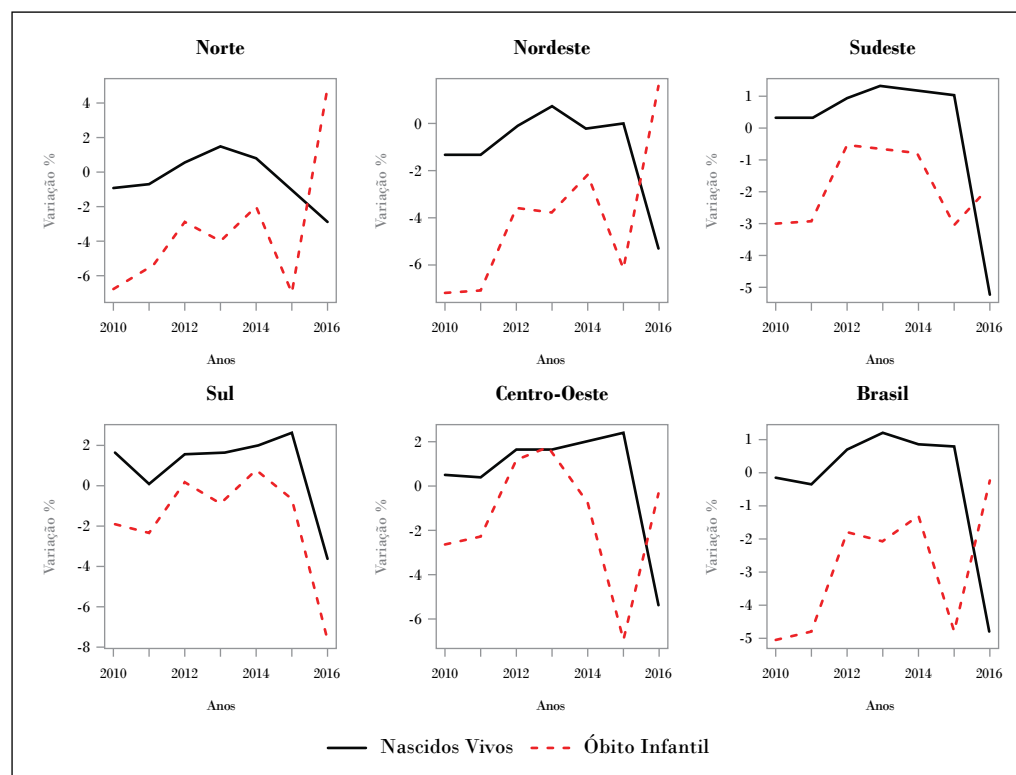 Norte
Variação %
4
2
0
-2
-4
-6
2010
2012
2014
2016
Anos
Nordeste
Variação %
0
-2
-4
-6
2010
2012
2014
2016
Anos
Sudeste
Variação %
1
0
-1
-2
-3
-4
-5
2010
2012
2014
2016
Anos
Sul
Variação %
2
0
-2
-4
-6
-8
2010
2012
2014
2016
Anos
Centro-Oeste
Variação %
2
0
-2
-4
-6
2010
2012
2014
2016
Anos
Brasil
Variação %
1
0
-1
-2
-3
-4
-5
2010
2012
2014
2016
Anos
Nascidos Vivos
Óbito Infantil